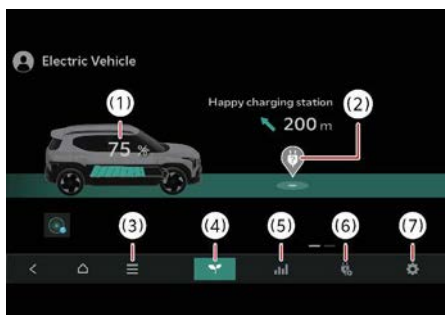 Electric Vehicle
(1)
Happy charging station
(2)
200 m
75 %
(3)
(4)
(5)
(6)
(7)